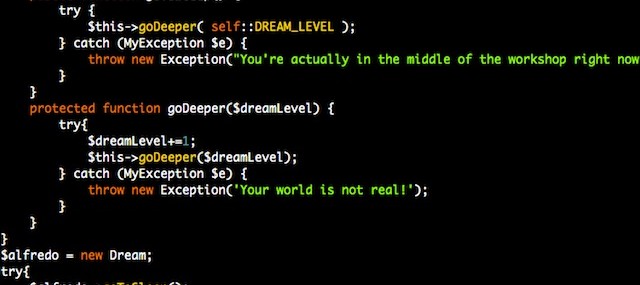 try {
$this->goDeeper( self::DREAM_LEVEL );
} catch (MyException $e) {
throw new Exception("You're actually in the middle of the workshop right now
}
}
protected function goDeeper($dreamLevel) {
try{
$dreamLevel+=1;
$this->goDeeper($dreamLevel);
} catch (MyException $e) {
throw new Exception('Your world is not real!');
}
}
}
$alfredo = new Dream;
try{